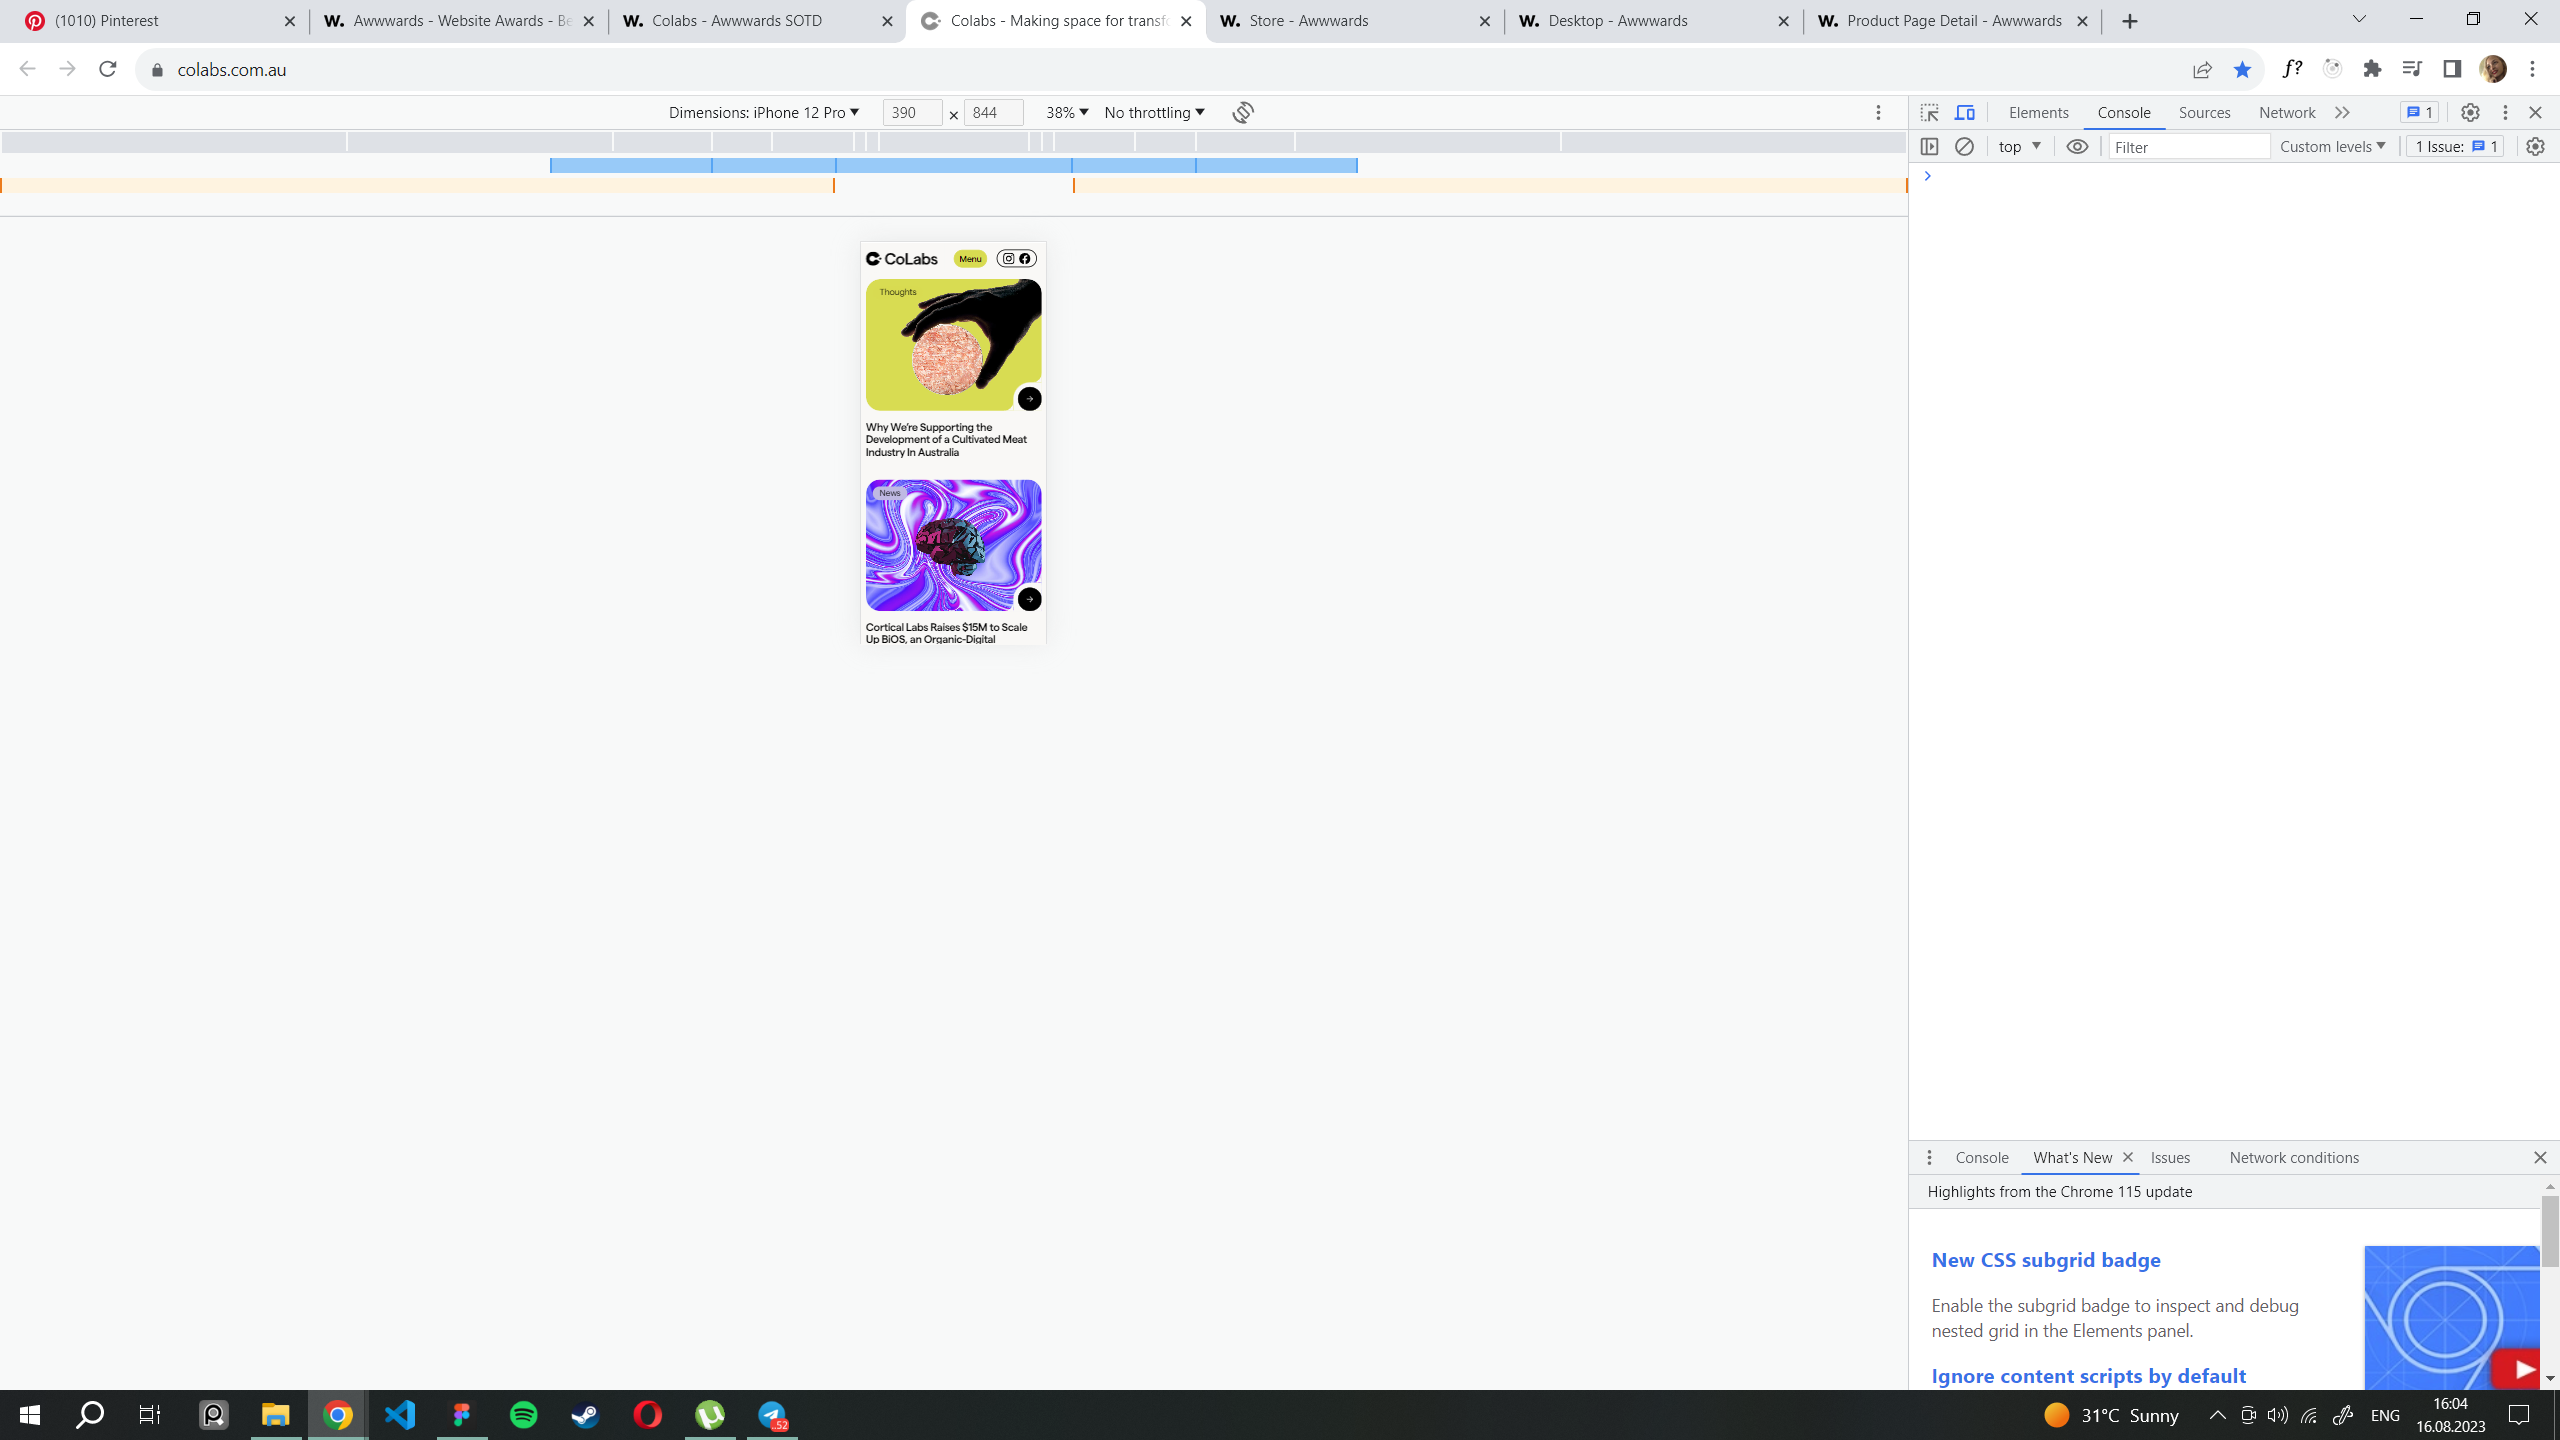 (1010) Pinterest
Awwwards - Website Awards - Be
Colabs - Awwwards SOTD
Colabs - Making space for transfo
Store - Awwwards
Desktop - Awwwards
Product Page Detail - Awwwards
colabs.com.au
f?
Dimensions: iPhone 12 Pro
390 × 844
38%
No throttling
Elements
Console
Sources
Network
1
top
Filter
Custom levels
1 Issue: 1
CoLabs
Menu
Thoughts
Why We're Supporting the
Development of a Cultivated Meat
Industry In Australia
News
Cortical Labs Raises $15M to Scale
Up BiOS, an Organic-Digital
Console
What's New
Issues
Network conditions
Highlights from the Chrome 115 update
New CSS subgrid badge
Enable the subgrid badge to inspect and debug
nested grid in the Elements panel.
Ignore content scripts by default
31°C Sunny
ENG
16:04
16.08.2023